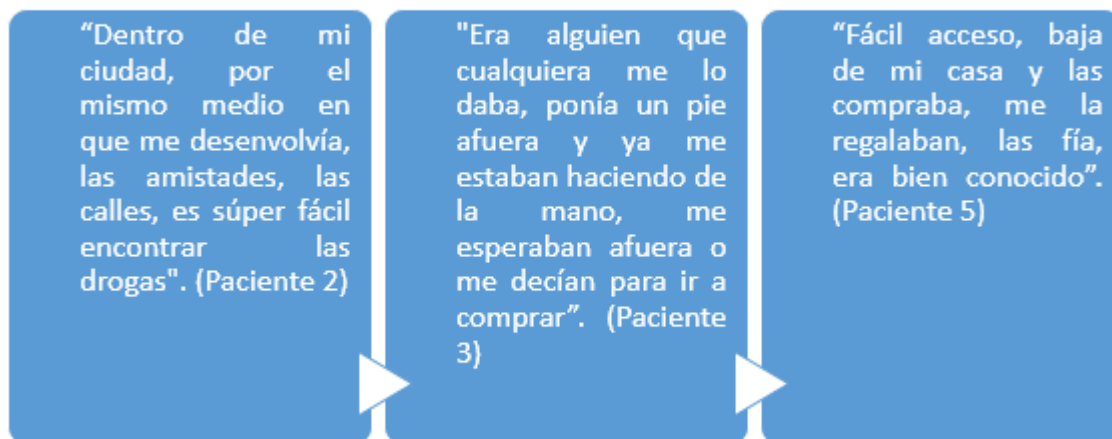 “Dentro de mi
ciudad, por el
mismo medio en
que me desenvolvía,
las amistades, las
calles, es súper fácil
encontrar las
drogas". (Paciente 2)
"Era alguien que
cualquiera me lo
daba, ponía un pie
afuera y ya me
estaban haciendo de
la mano, me
esperaban afuera o
me decían para ir a
comprar”. (Paciente
3)
“Fácil acceso, baja
de mi casa y las
compraba, me la
regalaban, las fía,
era bien conocido”.
(Paciente 5)